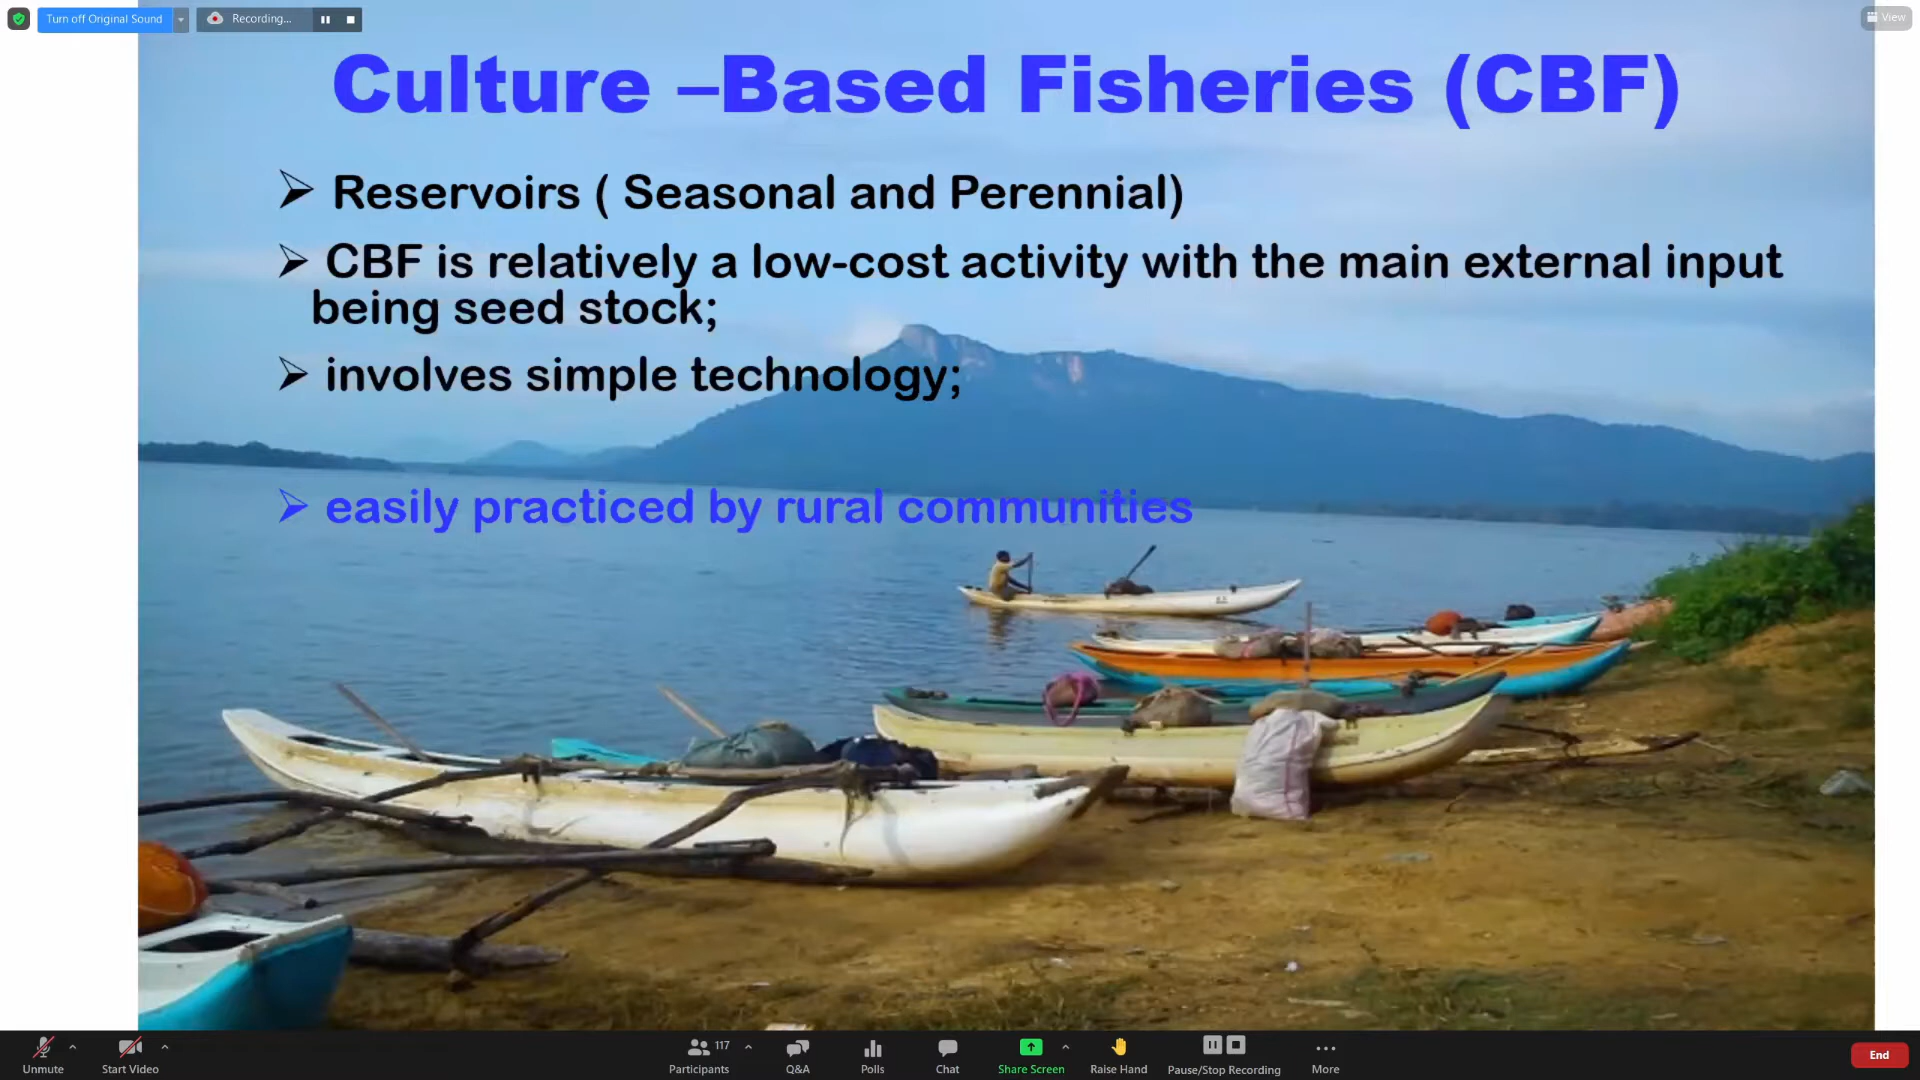 Turn off Original Sound
Recording...
View
Culture –Based Fisheries (CBF)
Reservoirs ( Seasonal and Perennial)
CBF is relatively a low-cost activity with the main external input
being seed stock;
involves simple technology;
easily practiced by rural communities
Unmute
Start Video
117
Participants
Q&A
Polls
Chat
Share Screen
Raise Hand
Pause/Stop Recording
More
End